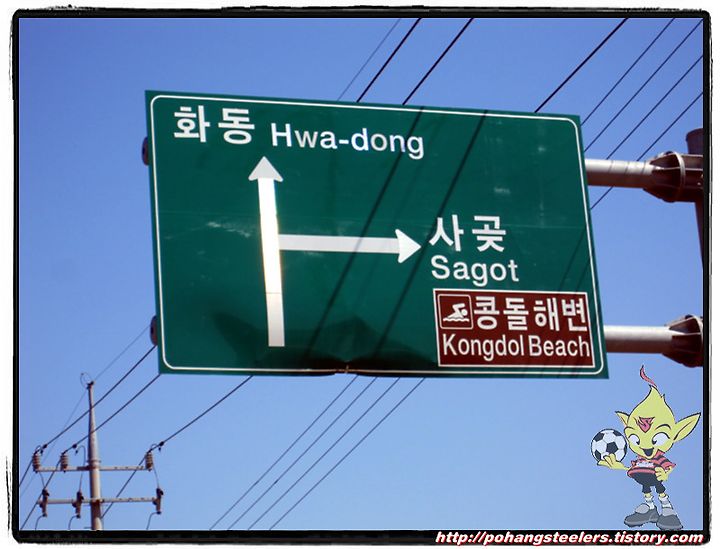 화동 Hwa-dong
사곶
Sagot
콩돌해변
Kongdol Beach
http://pohangsteelers.tistory.com